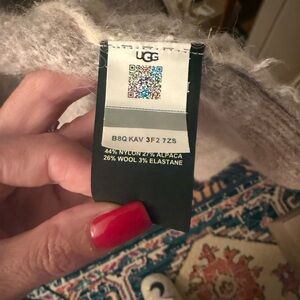 UGG
B8Q KAV 3F2 7ZS
44% NYLON 27% ALPACA
26% WOOL 3% ELASTANE